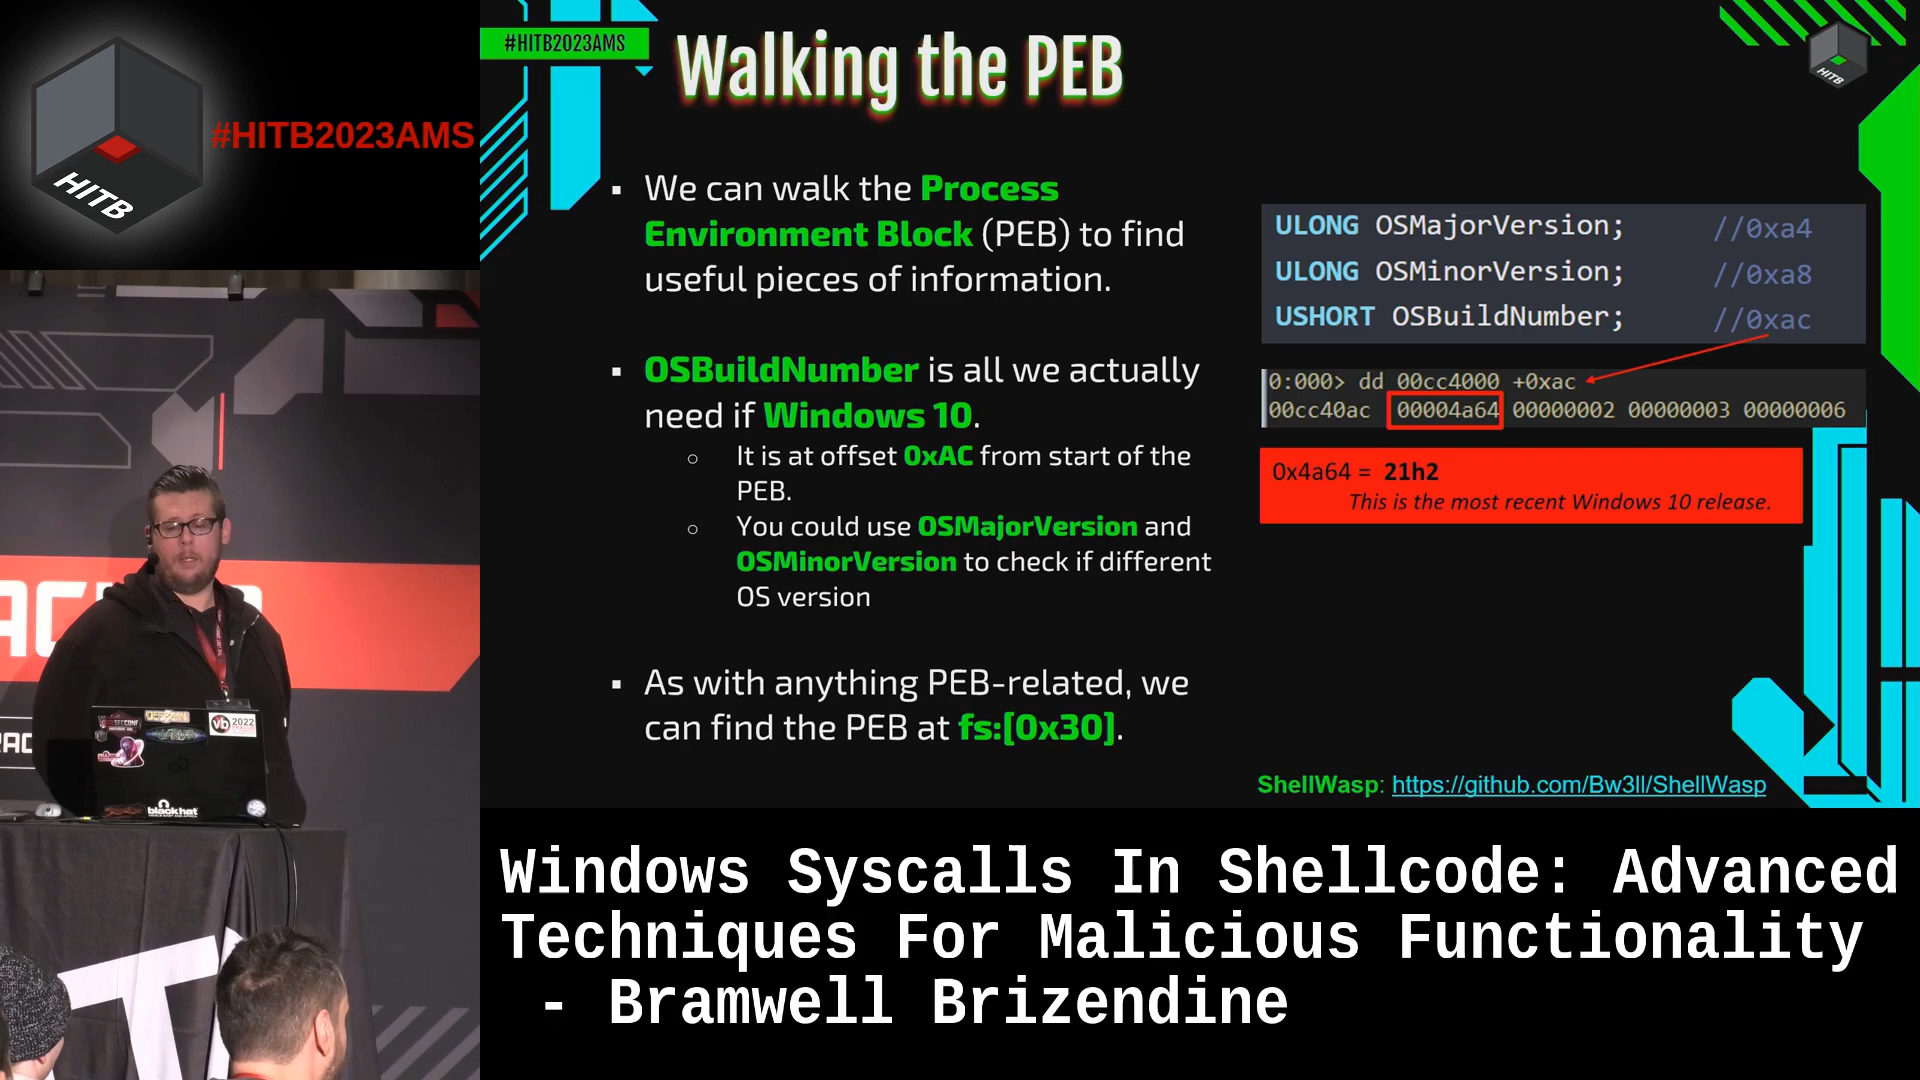 HITB
#HITB2023AMS
#HITB2023AMS
Walking the PEB
HITB
▪ We can walk the Process
Environment Block (PEB) to find
useful pieces of information.
▪ OSBuildNumber is all we actually
need if Windows 10.
○ It is at offset 0xAC from start of the
PEB.
○ You could use OSMajorVersion and
OSMinorVersion to check if different
OS version
▪ As with anything PEB-related, we
can find the PEB at fs:[0x30].
ULONG OSMajorVersion; //0xa4
ULONG OSMinorVersion; //0xa8
USHORT OSBuildNumber; //0xac
0:000> dd 00cc4000 +0xac
00cc40ac 00004a64 00000002 00000003 00000006
0x4a64 = 21h2
This is the most recent Windows 10 release.
ShellWasp: https://github.com/Bw3ll/ShellWasp
vb 2022
blackhat
Windows Syscalls In Shellcode: Advanced
Techniques For Malicious Functionality
- Bramwell Brizendine